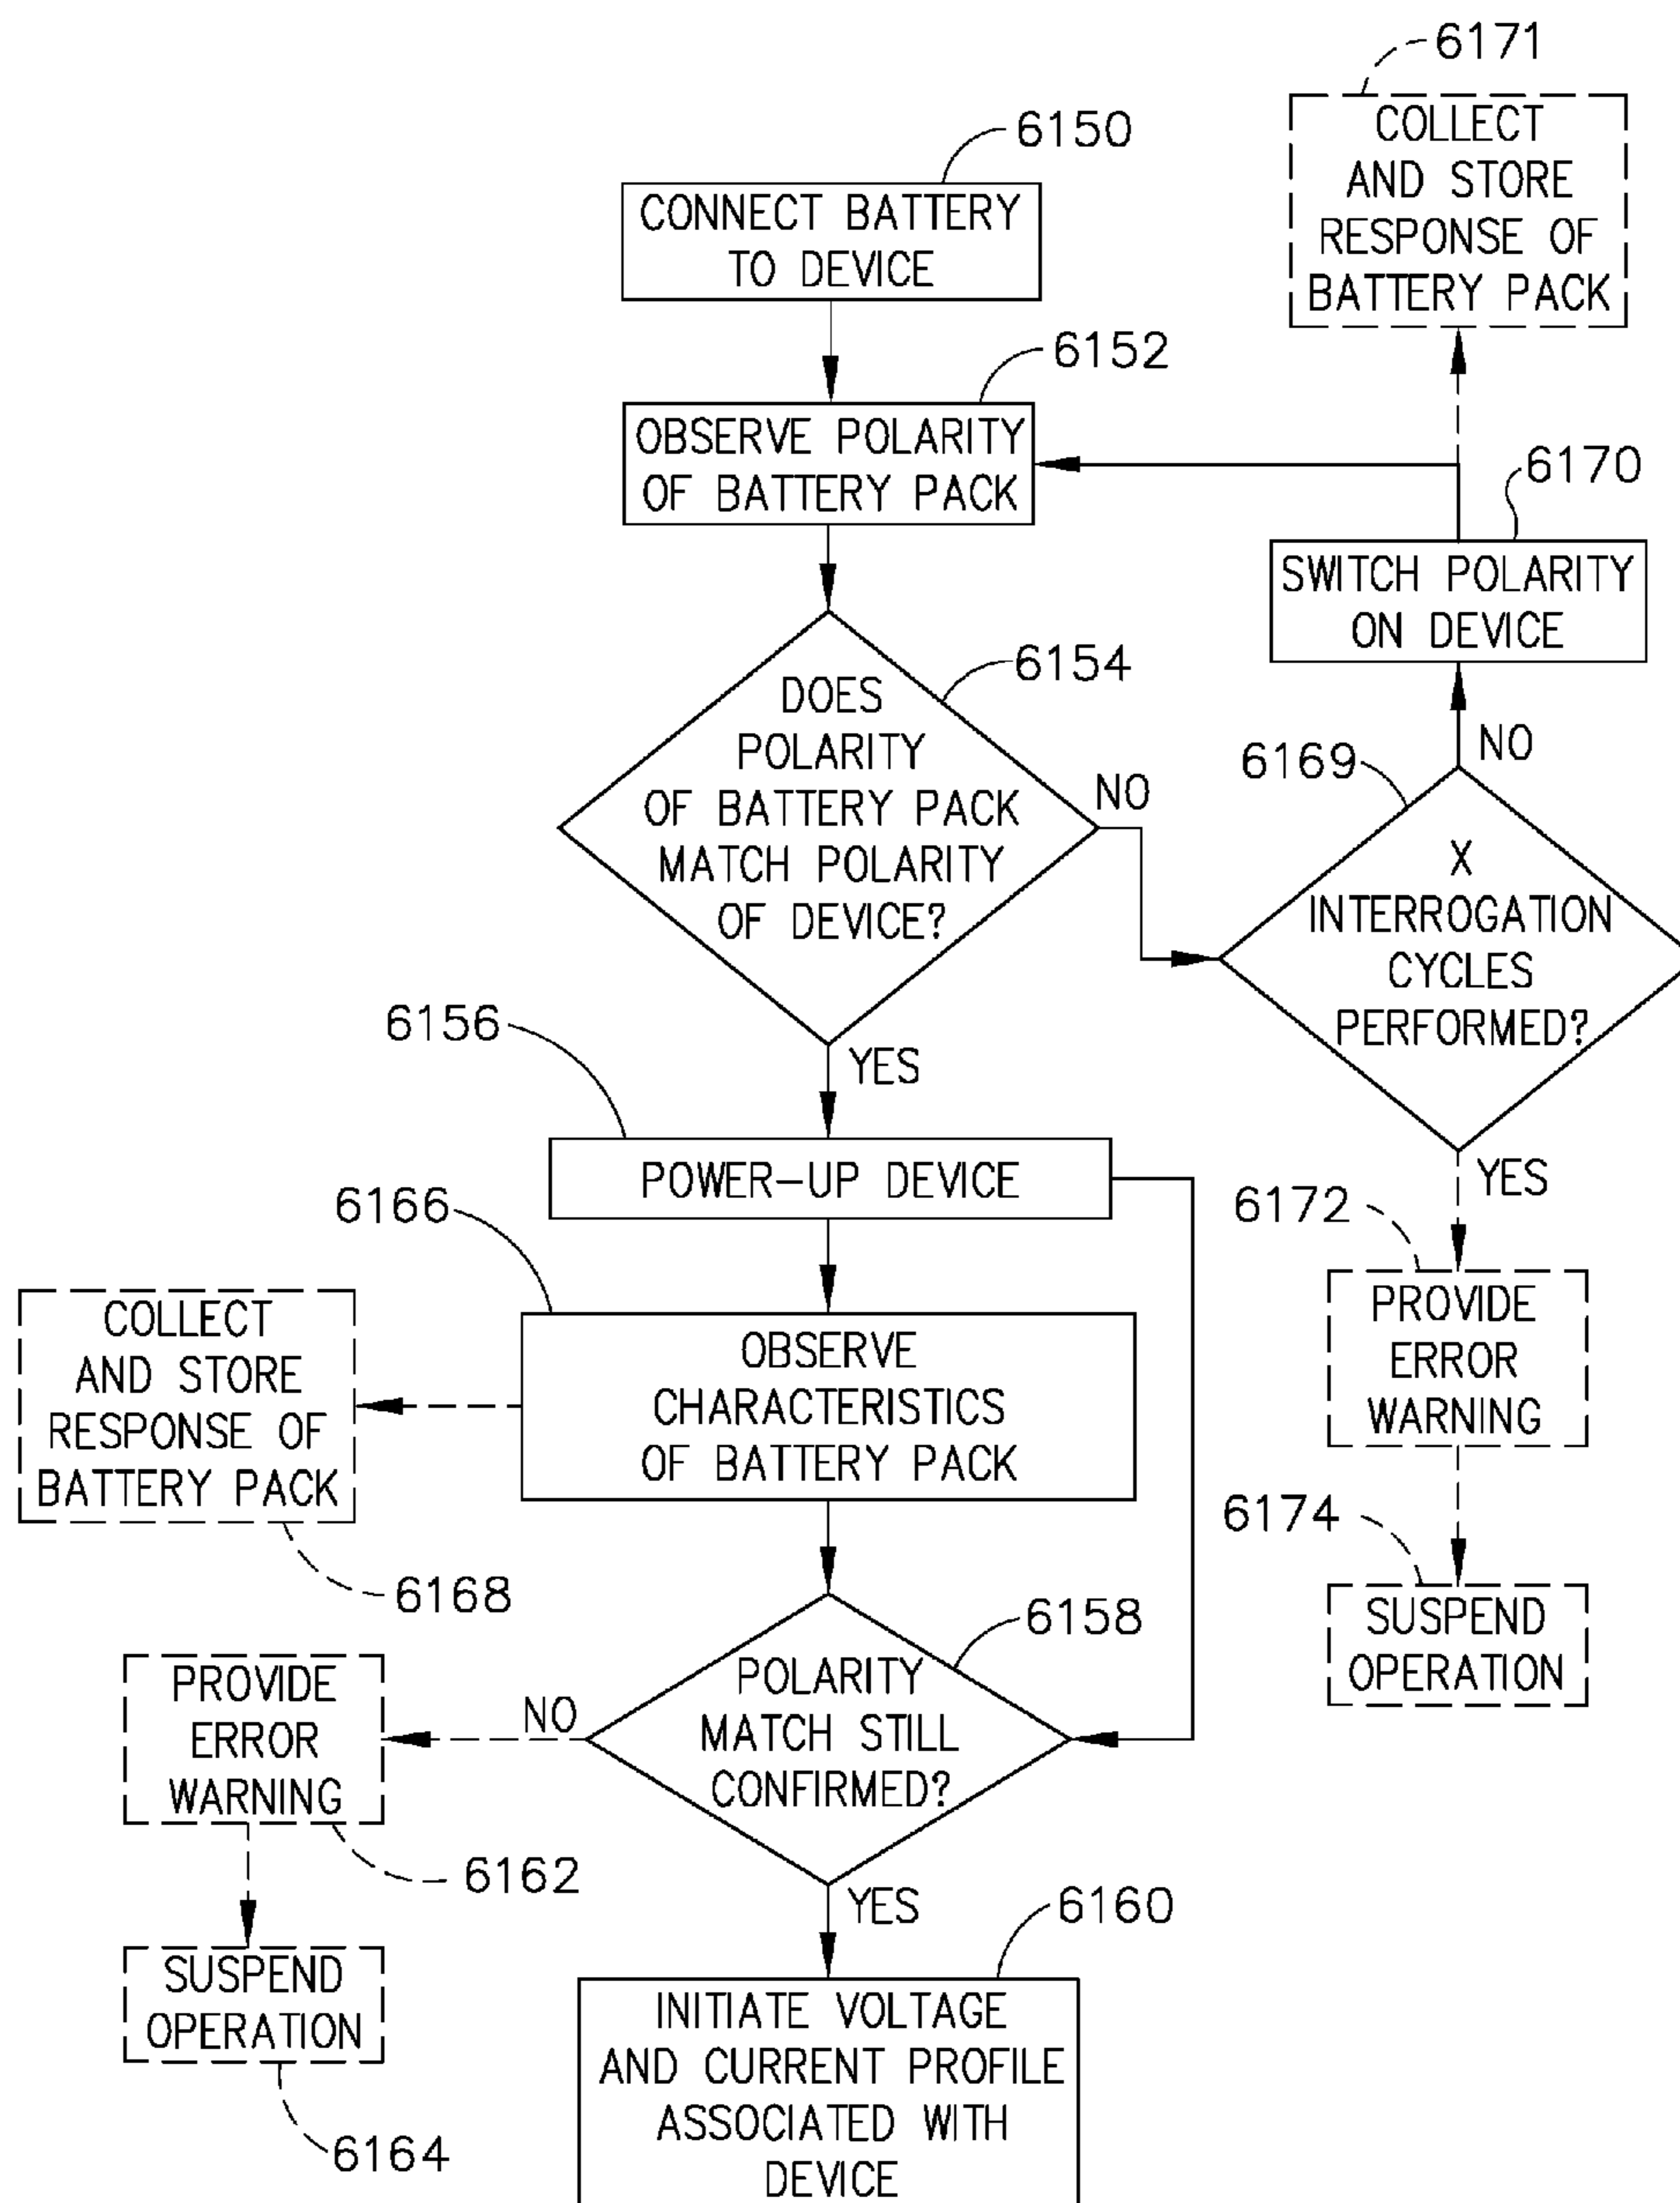 6171
COLLECT
AND STORE
RESPONSE OF
BATTERY PACK
6150
CONNECT BATTERY
TO DEVICE
6152
OBSERVE POLARITY
OF BATTERY PACK
6170
SWITCH POLARITY
ON DEVICE
6154
DOES
POLARITY
OF BATTERY PACK
MATCH POLARITY
OF DEVICE?
NO
YES
6169
NO
X
INTERROGATION
CYCLES
PERFORMED?
YES
6156
POWER-UP DEVICE
6172
PROVIDE
ERROR
WARNING
6174
SUSPEND
OPERATION
6166
OBSERVE
CHARACTERISTICS
OF BATTERY PACK
COLLECT
AND STORE
RESPONSE OF
BATTERY PACK
6168
6158
POLARITY
MATCH STILL
CONFIRMED?
NO
YES
PROVIDE
ERROR
WARNING
6162
SUSPEND
OPERATION
6164
6160
INITIATE VOLTAGE
AND CURRENT PROFILE
ASSOCIATED WITH
DEVICE